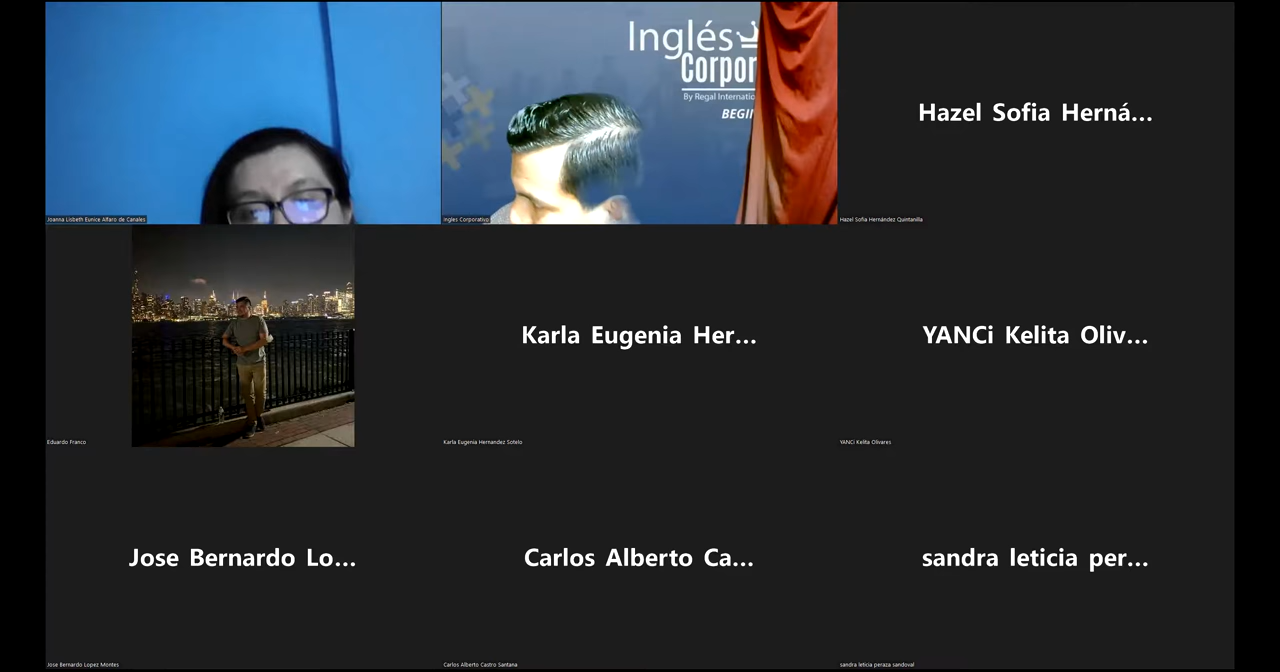 Inglés
Corpor
By Regal Internatio
BEGI
Hazel Sofia Herná...
Joanna Lisbeth Eunice Alfaro de Canales
Ingles Corporativo
Hazel Sofia Hernández Quintanilla
Karla Eugenia Her...
YANCi Kelita Oliv...
Eduardo Franco
Karla Eugenia Hernandez Sotelo
YANCi Kelita Olivares
Jose Bernardo Lo...
Carlos Alberto Ca...
sandra leticia per...
Jose Bernardo Lopez Montes
Carlos Alberto Castro Santana
sandra leticia peraza sandoval